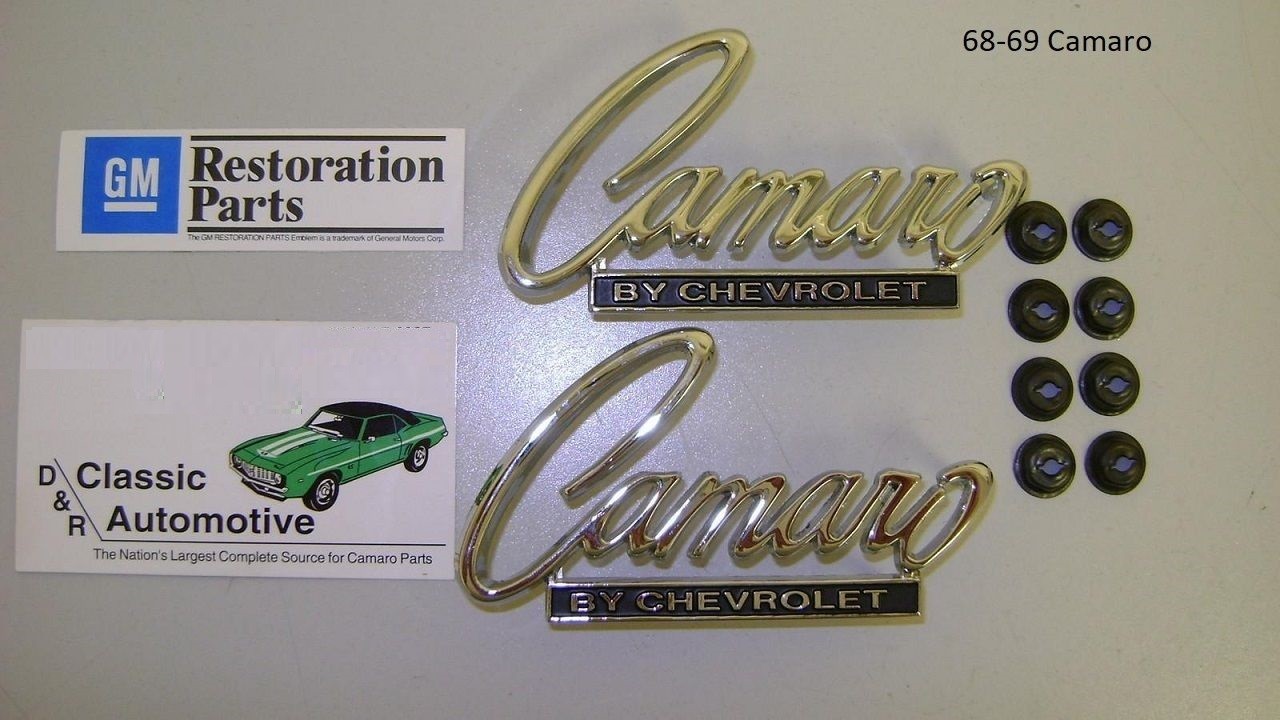 68-69 Camaro
GM
Restoration
Parts
The GM RESTORATION PARTS Emblem is a trademark of General Motors Corp.
Camaro
BY CHEVROLET
D & R
Classic
Automotive
The Nation's Largest Complete Source for Camaro Parts
Camaro
BY CHEVROLET